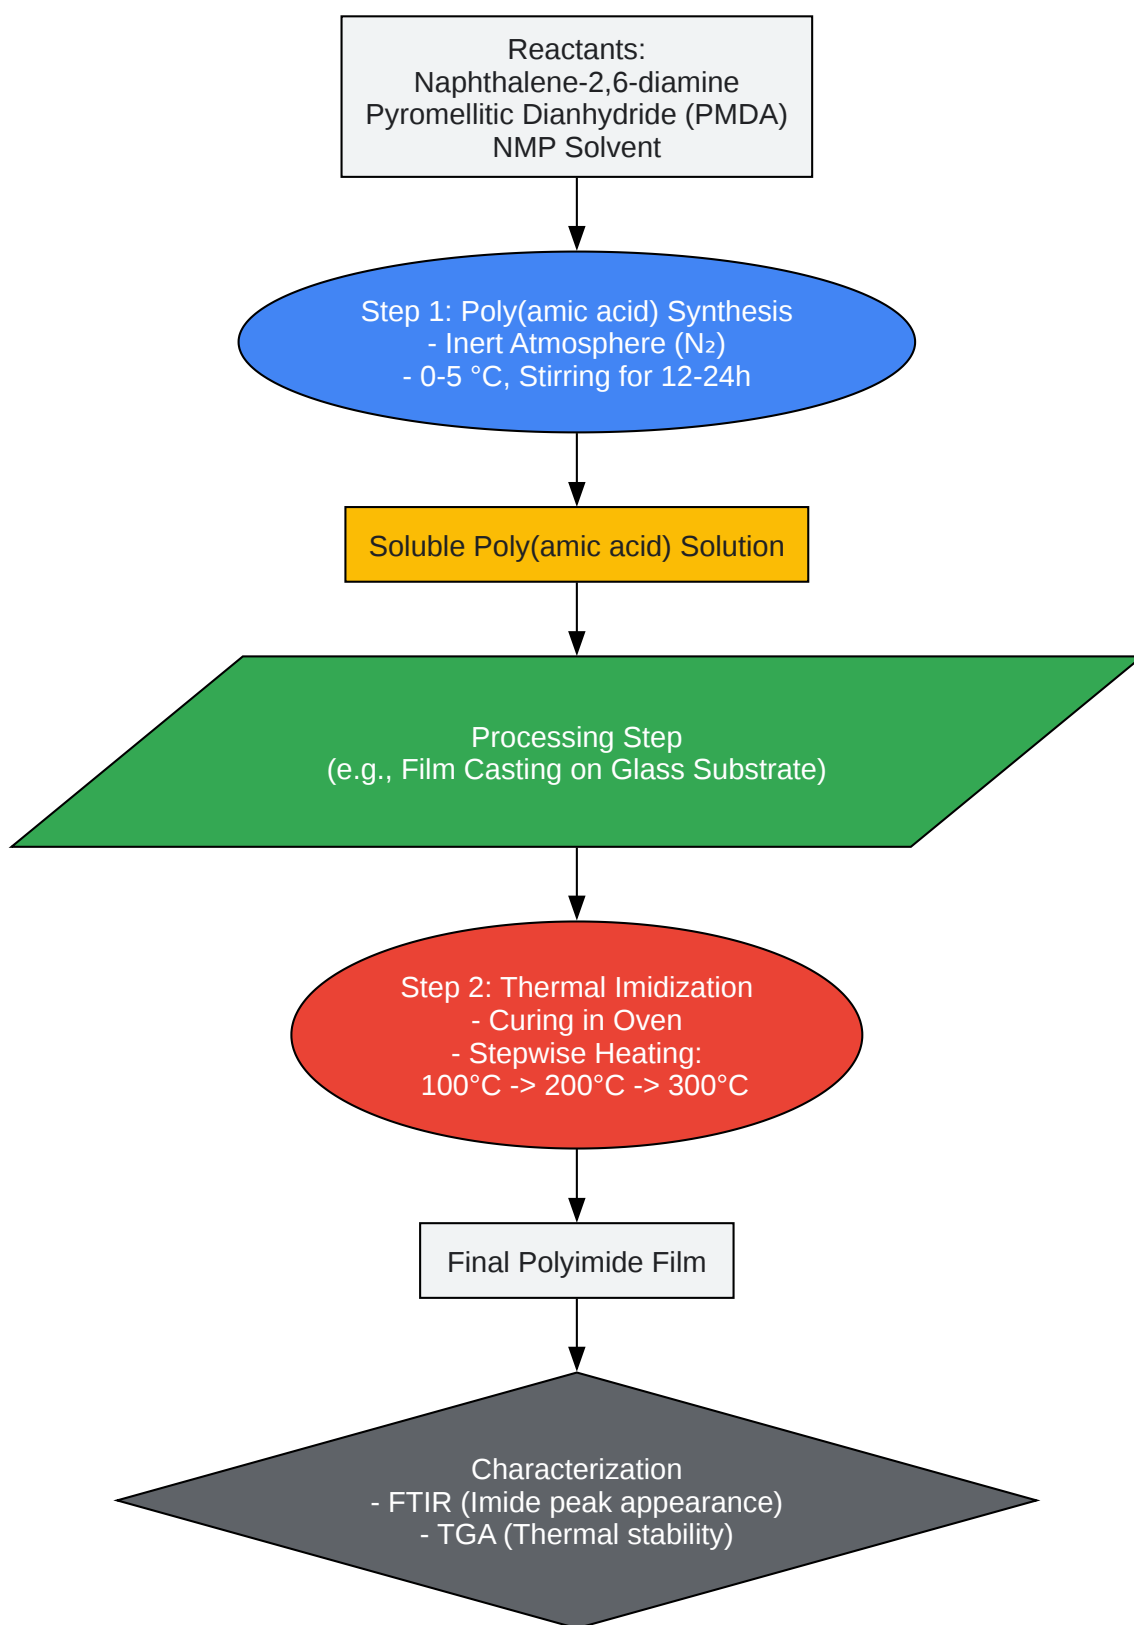 Reactants:
Naphthalene-2,6-diamine
Pyromellitic Dianhydride (PMDA)
NMP Solvent
Step 1: Poly(amic acid) Synthesis
- Inert Atmosphere (N₂)
- 0-5 °C, Stirring for 12-24h
Soluble Poly(amic acid) Solution
Processing Step
(e.g., Film Casting on Glass Substrate)
Step 2: Thermal Imidization
- Curing in Oven
- Stepwise Heating:
100°C -> 200°C -> 300°C
Final Polyimide Film
Characterization
- FTIR (Imide peak appearance)
- TGA (Thermal stability)